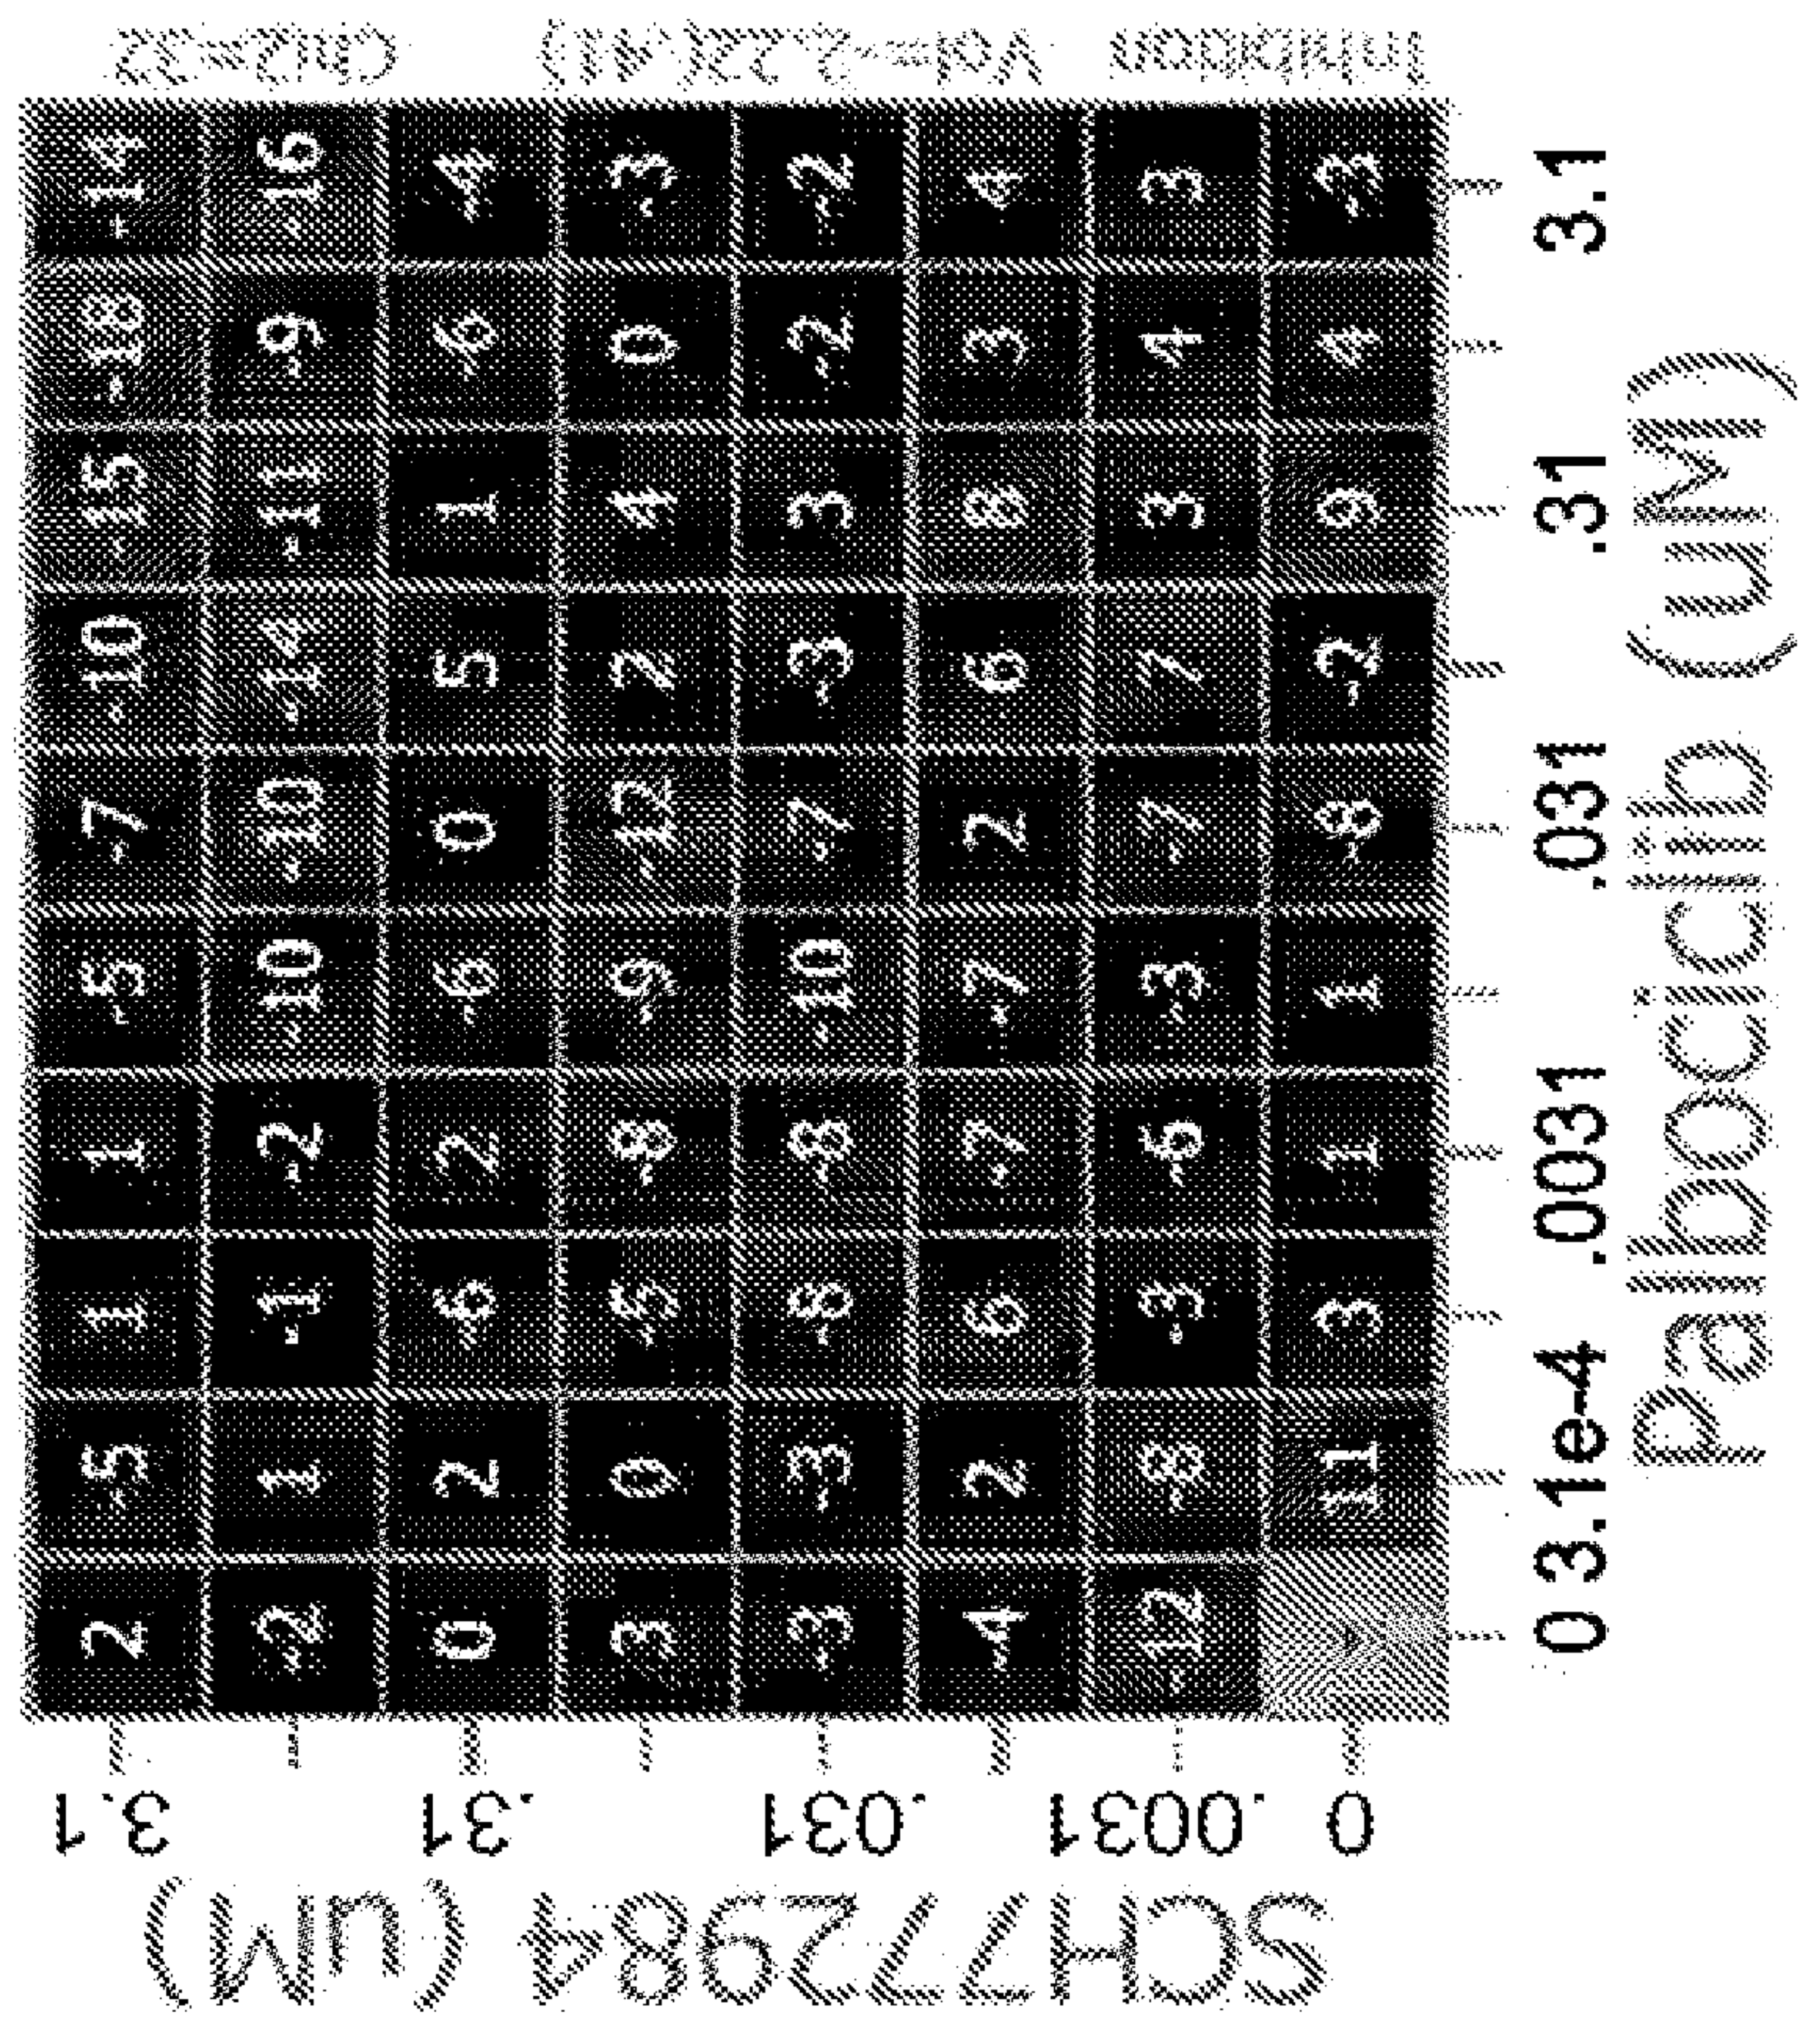 Inhibition Vol=-2.22(.41) Chi2=32
SCH772984 (uM)
3.1 2 -5 1 1 -5 -7 -10 -15 -18 -14
-2 1 -1 -2 -10 -10 -14 -11 -9 -16
.31 0 2 -6 2 -6 0 5 1 -6 -4
3 0 -5 -8 -9 -12 2 4 0 -3
.031 -3 -3 -8 -8 -10 -7 -3 3 -2 -2
-4 2 6 -7 -7 2 6 8 3 4
.0031 -12 -8 -3 -6 -3 -7 7 3 4 3
0 11 3 1 1 -8 -2 9 4 -3
0 3.1e-4 .0031 .031 .31 3.1
Palbociclib (uM)